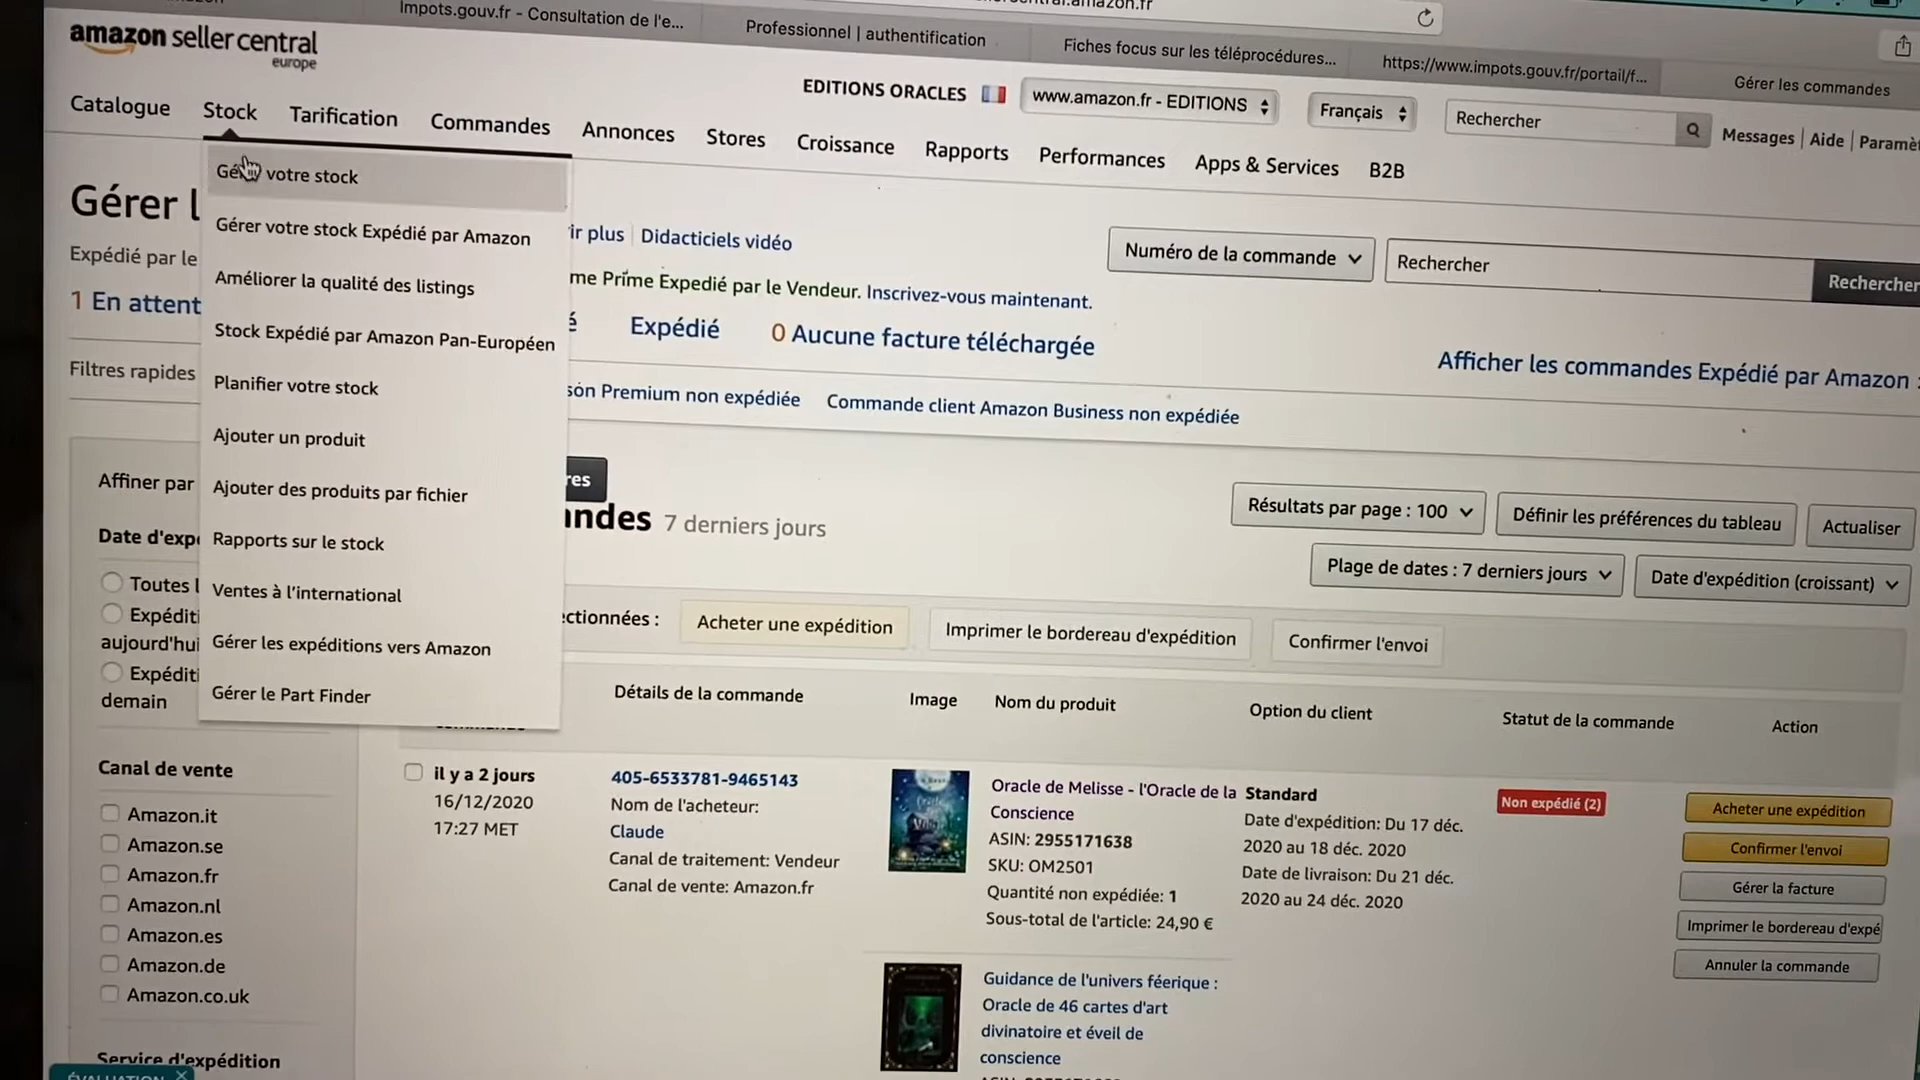 Impots.gouv.fr - Consultation de l'e...
Professionnel | authentification
Fiches focus sur les téléprocédures...
https://www.impots.gouv.fr/portail/f...
Gérer les commandes
amazon seller central
europe
EDITIONS ORACLES
www.amazon.fr - EDITIONS
Français
Rechercher
Messages | Aide |
Catalogue
Stock
Tarification
Commandes
Annonces
Stores
Croissance
Rapports
Performances
Apps & Services
B2B
Gérer votre stock
Gérer votre stock Expédié par Amazon
Améliorer la qualité des listings
Stock Expédié par Amazon Pan-Européen
Planifier votre stock
Ajouter un produit
Ajouter des produits par fichier
Rapports sur le stock
Ventes à l'international
Gérer les expéditions vers Amazon
Gérer le Part Finder
Gérer l
plus | Didacticiels vidéo
Numéro de la commande
Rechercher
Rechercher
Expédié par le
Prime Expedié par le Vendeur. Inscrivez-vous maintenant.
1 En attent
Expédié
0 Aucune facture téléchargée
Afficher les commandes Expédié par Amazon
Filtres rapides
Premium non expédiée
Commande client Amazon Business non expédiée
Affiner par
7 derniers jours
Résultats par page : 100
Définir les préférences du tableau
Actualiser
Plage de dates : 7 derniers jours
Date d'expédition (croissant)
Date d'expé
Toutes l
Expéditi
aujourd'hui
Expéditi
demain
Acheter une expédition
Imprimer le bordereau d'expédition
Confirmer l'envoi
Détails de la commande
Image
Nom du produit
Option du client
Statut de la commande
Action
Canal de vente
Amazon.it
Amazon.se
Amazon.fr
Amazon.nl
Amazon.es
Amazon.de
Amazon.co.uk
Service d'expédition
il y a 2 jours
16/12/2020
17:27 MET
405-6533781-9465143
Nom de l'acheteur:
Claude
Canal de traitement: Vendeur
Canal de vente: Amazon.fr
Oracle de Melisse - l'Oracle de la
Conscience
ASIN: 2955171638
SKU: OM2501
Quantité non expédiée: 1
Sous-total de l'article: 24,90 €
Standard
Date d'expédition: Du 17 déc.
2020 au 18 déc. 2020
Date de livraison: Du 21 déc.
2020 au 24 déc. 2020
Non expédié (2)
Acheter une expédition
Confirmer l'envoi
Gérer la facture
Imprimer le bordereau d'expé
Annuler la commande
Guidance de l'univers féerique :
Oracle de 46 cartes d'art
divinatoire et éveil de
conscience